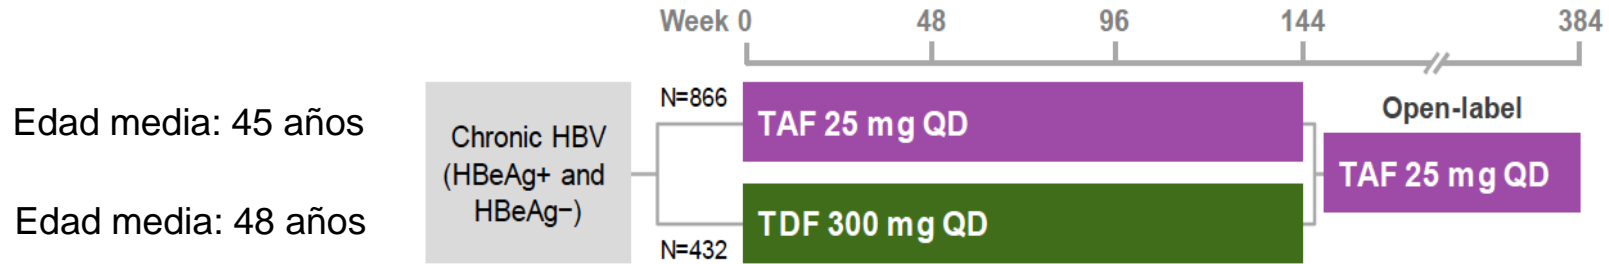 Week 0 48 96 144 384
Edad media: 45 años
Edad media: 48 años
Chronic HBV
(HBeAg+ and
HBeAg−)
N=866
TAF 25 mg QD
N=432
TDF 300 mg QD
Open-label
TAF 25 mg QD